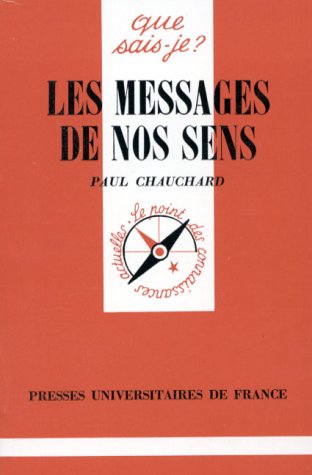 que
sais-je?
LES MESSAGES
DE NOS SENS
PAUL CHAUCHARD
Le point des connaissances actuelles
PRESSES UNIVERSITAIRES DE FRANCE